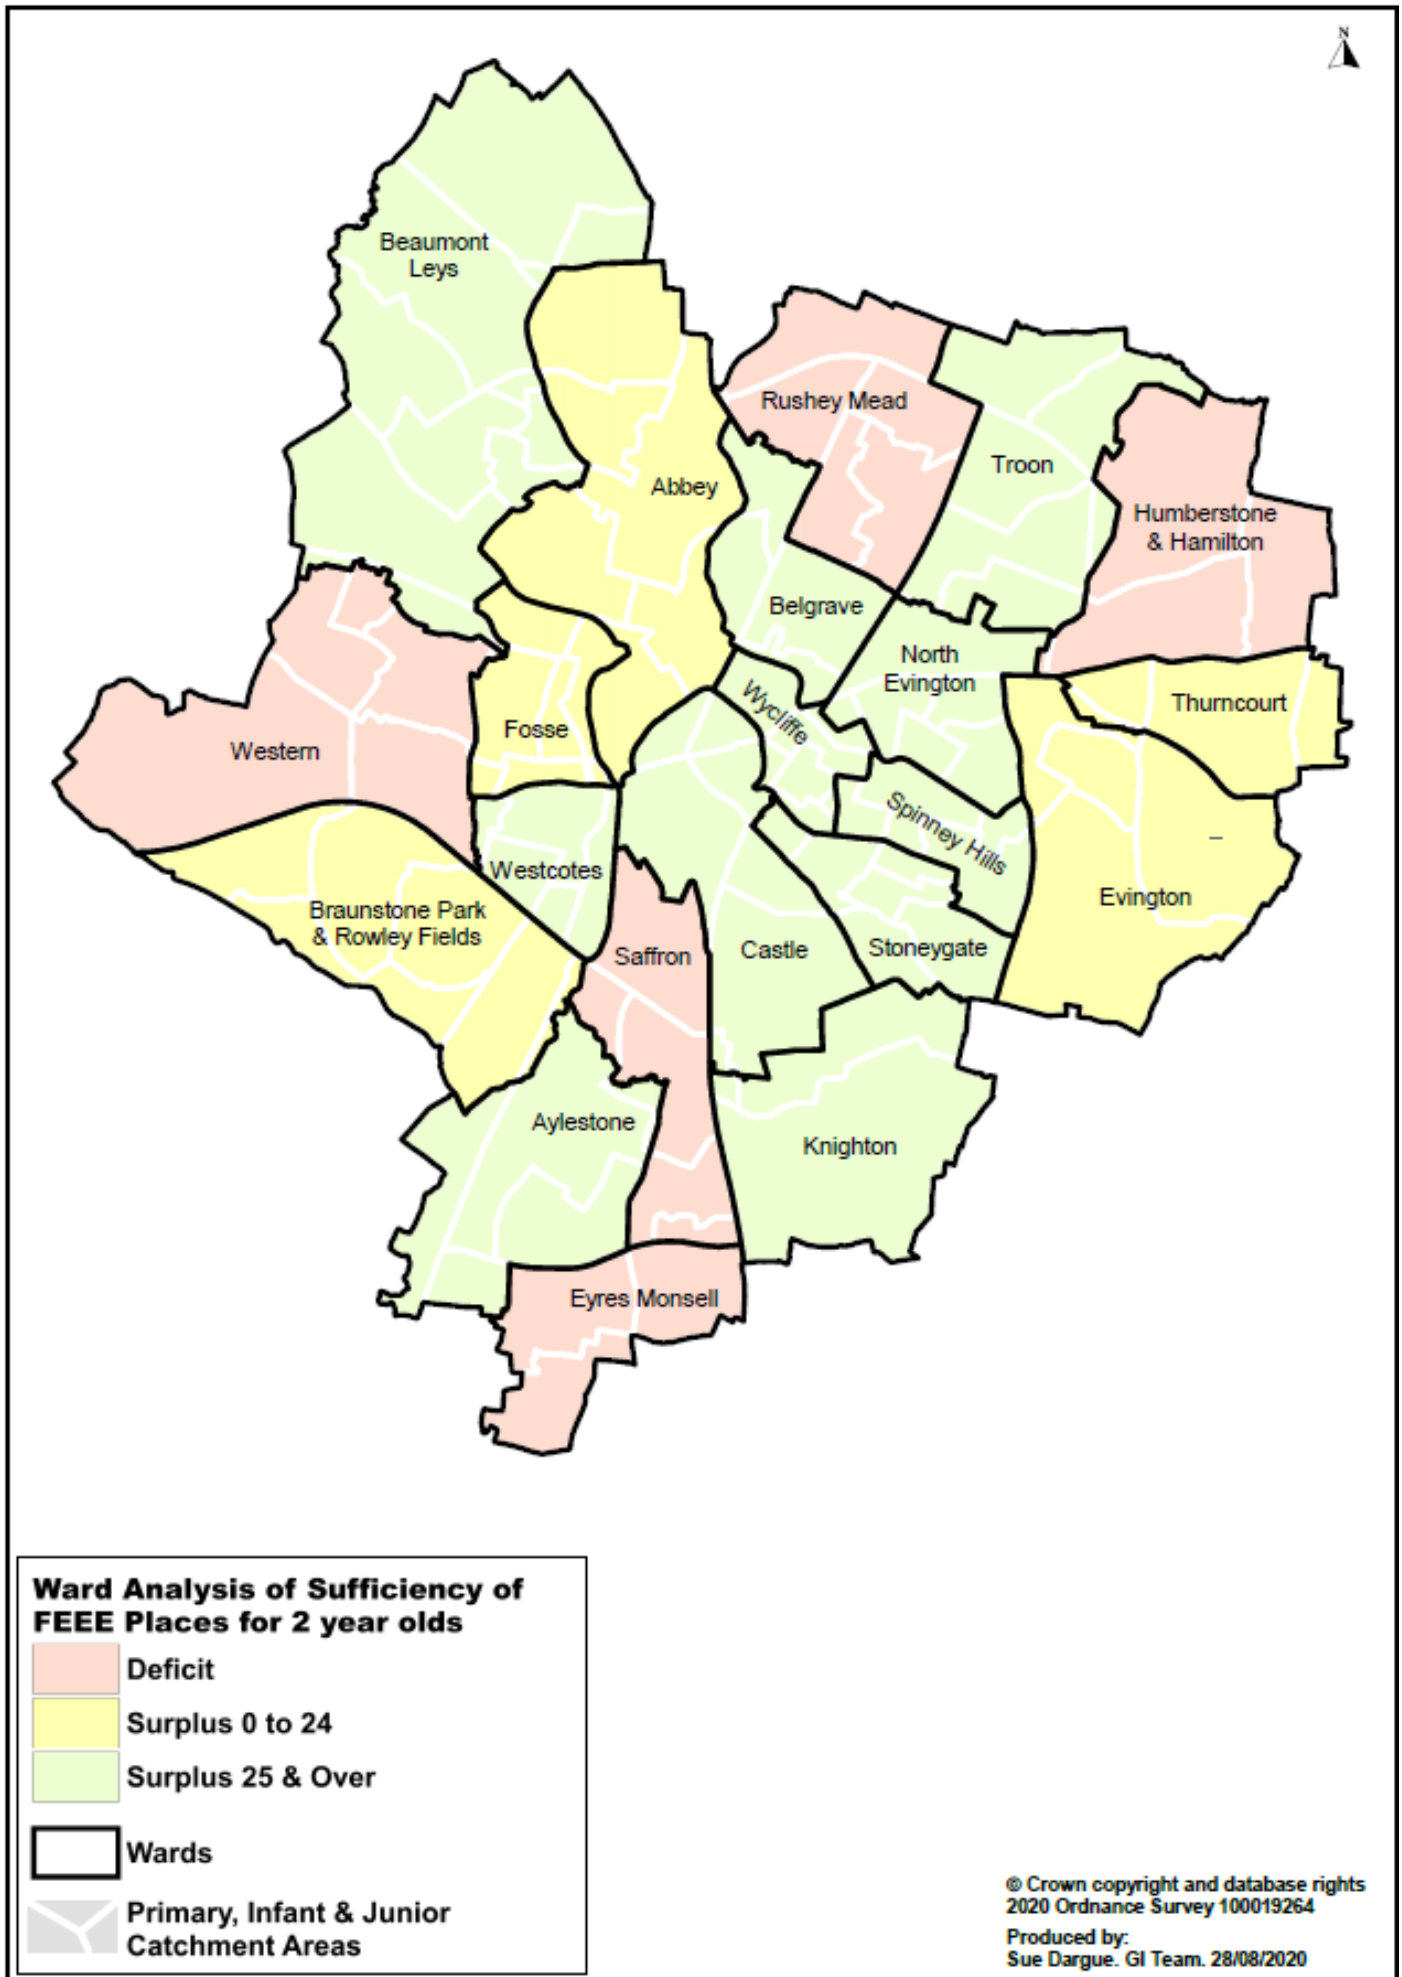 N
Beaumont
Leys
Rushey Mead
Troon
Abbey
Humberstone
& Hamilton
Belgrave
North
Evington
Wycliffe
Thurncourt
Fosse
Western
Spinney Hills
Westcotes
Evington
Braunstone Park
& Rowley Fields
Saffron
Castle
Stoneygate
Aylestone
Knighton
Eyres Monsell
Ward Analysis of Sufficiency of
FEEE Places for 2 year olds
Deficit
Surplus 0 to 24
Surplus 25 & Over
Wards
Primary, Infant & Junior
Catchment Areas
© Crown copyright and database rights
2020 Ordnance Survey 100019264
Produced by:
Sue Dargue. GI Team. 28/08/2020